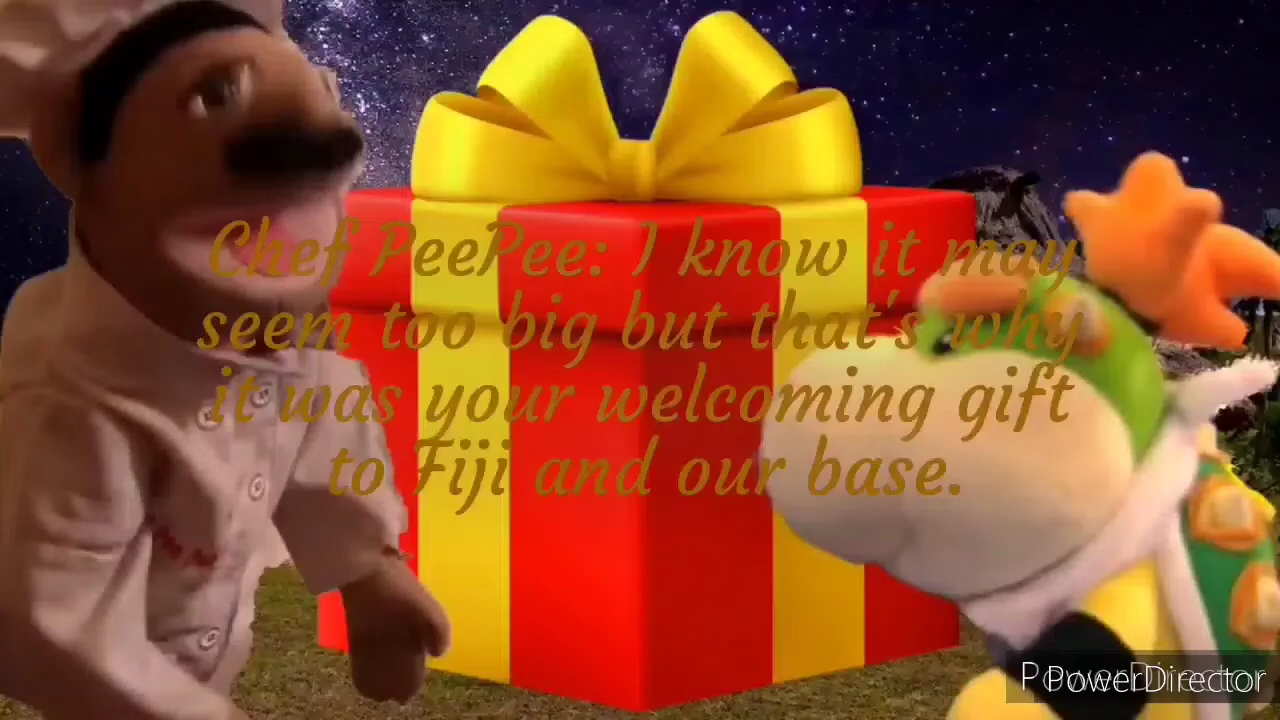 Chef PeePee: I know it may
seem too big but that's why
it was your welcoming gift
to Fiji and our base.
PowerDirector
PowerDirector